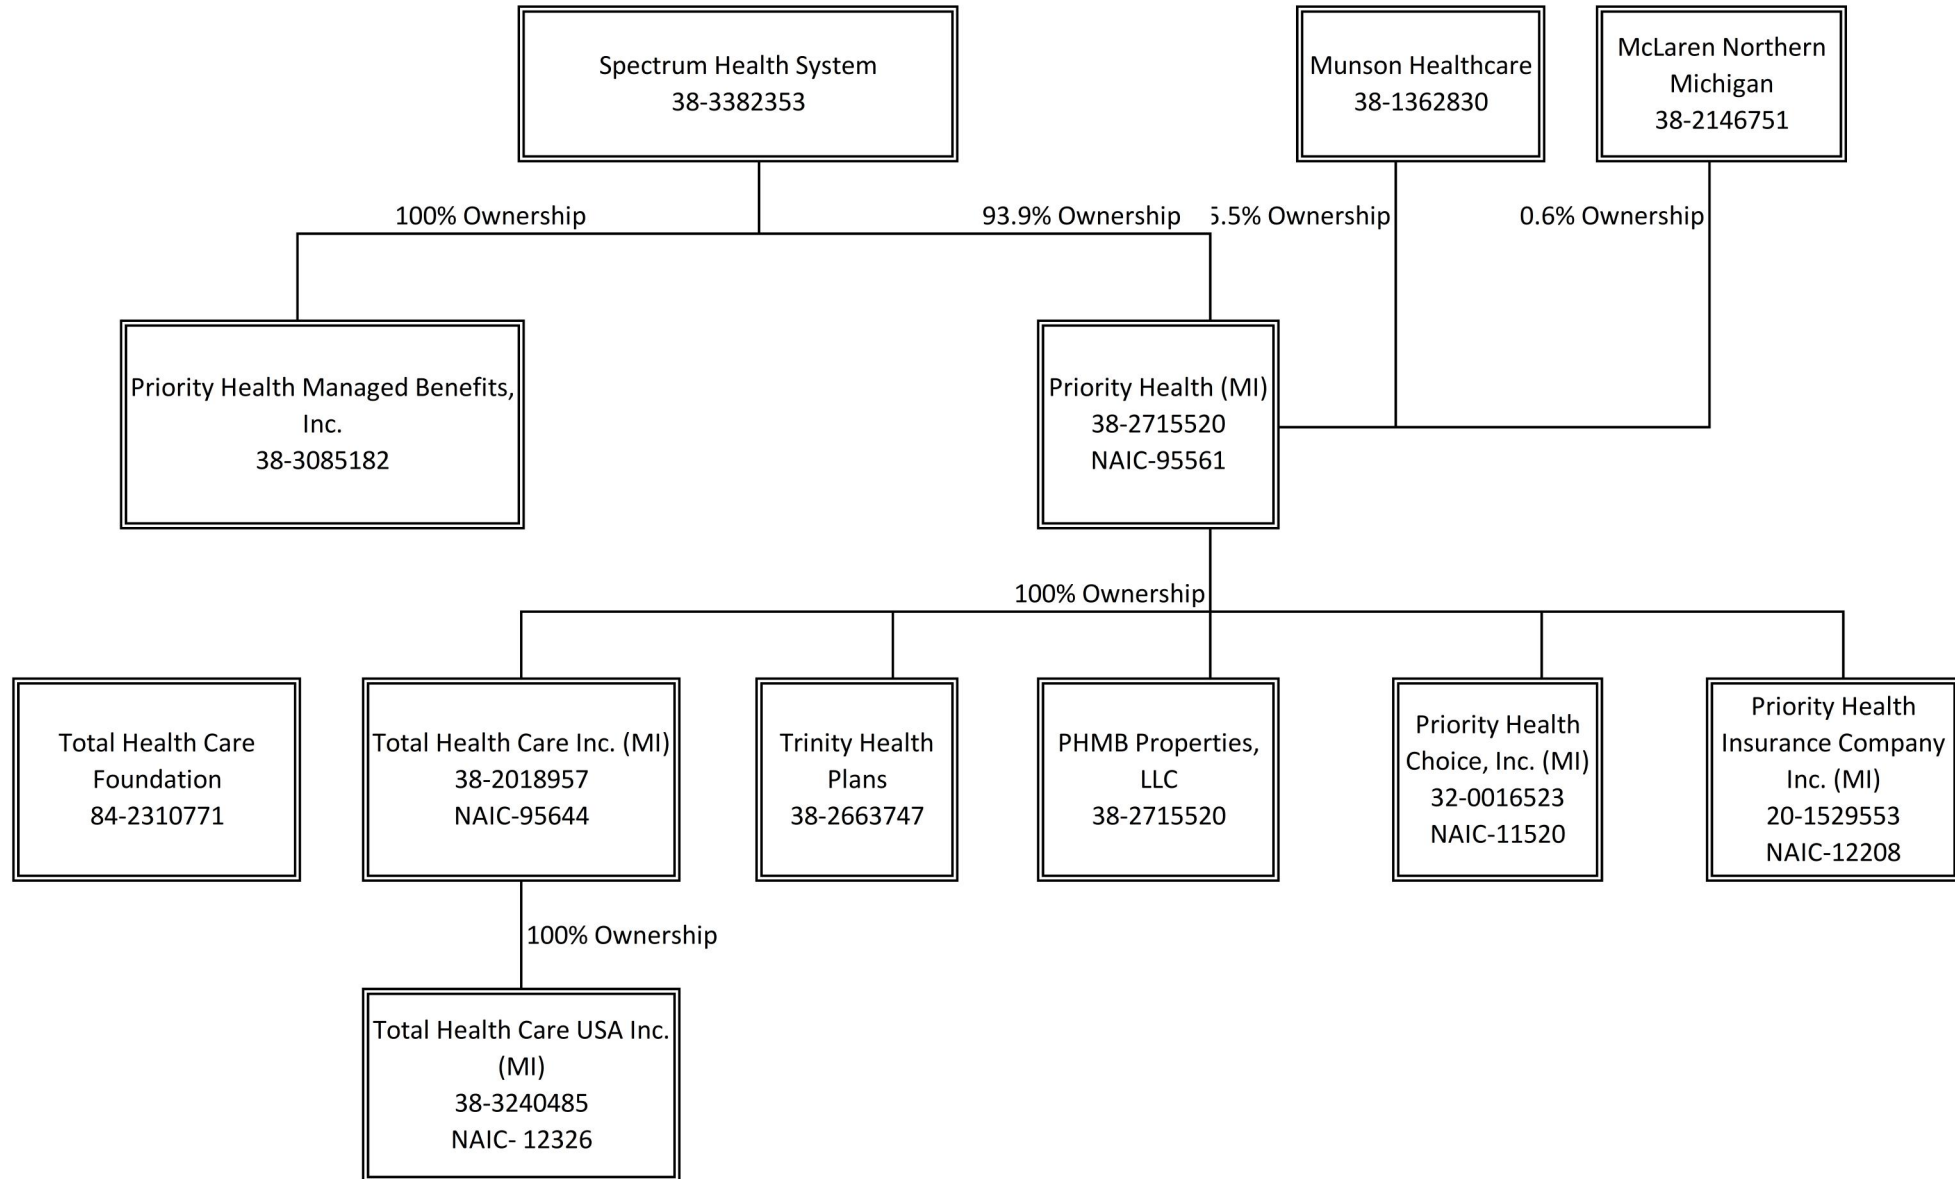 Spectrum Health System
38-3382353
Munson Healthcare
38-1362830
McLaren Northern
Michigan
38-2146751
100% Ownership
93.9% Ownership
5.5% Ownership
0.6% Ownership
Priority Health Managed Benefits,
Inc.
38-3085182
Priority Health (MI)
38-2715520
NAIC-95561
100% Ownership
Total Health Care
Foundation
84-2310771
Total Health Care Inc. (MI)
38-2018957
NAIC-95644
Trinity Health
Plans
38-2663747
PHMB Properties,
LLC
38-2715520
Priority Health
Choice, Inc. (MI)
32-0016523
NAIC-11520
Priority Health
Insurance Company
Inc. (MI)
20-1529553
NAIC-12208
100% Ownership
Total Health Care USA Inc.
(MI)
38-3240485
NAIC- 12326